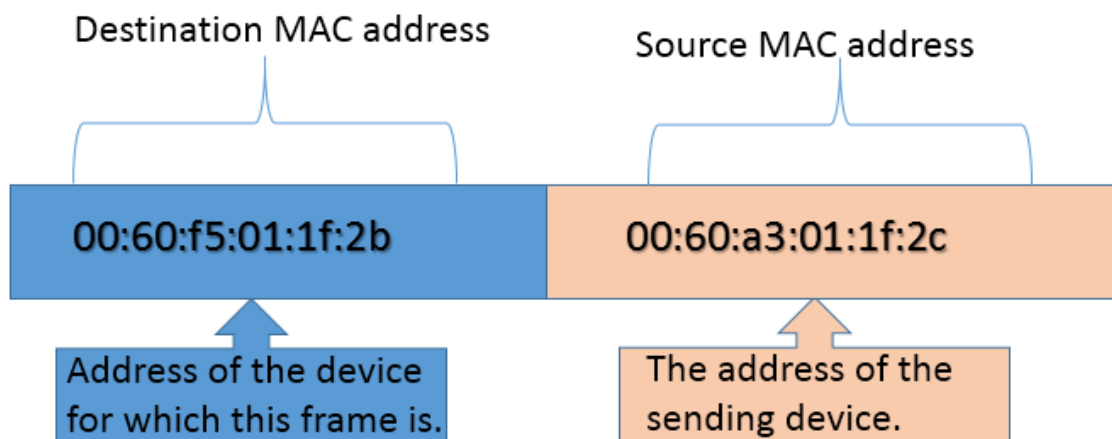 Destination MAC address
Source MAC address
00:60:f5:01:1f:2b
00:60:a3:01:1f:2c
Address of the device
for which this frame is.
The address of the
sending device.